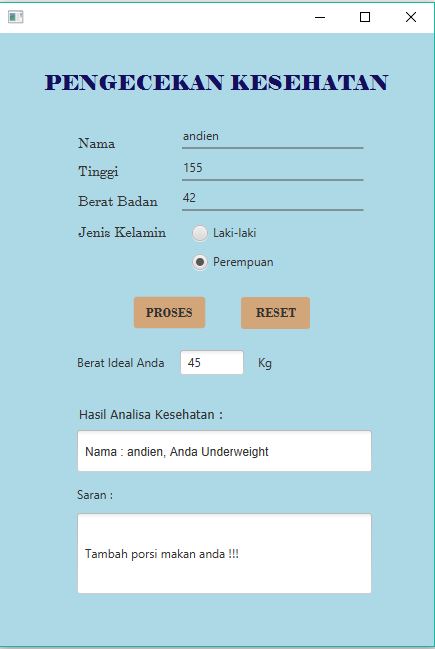 PENGECEKAN KESEHATAN
Nama andien
Tinggi 155
Berat Badan 42
Jenis Kelamin Laki-laki
Perempuan
PROSES RESET
Berat Ideal Anda 45 Kg
Hasil Analisa Kesehatan :
Nama : andien, Anda Underweight
Saran :
Tambah porsi makan anda !!!